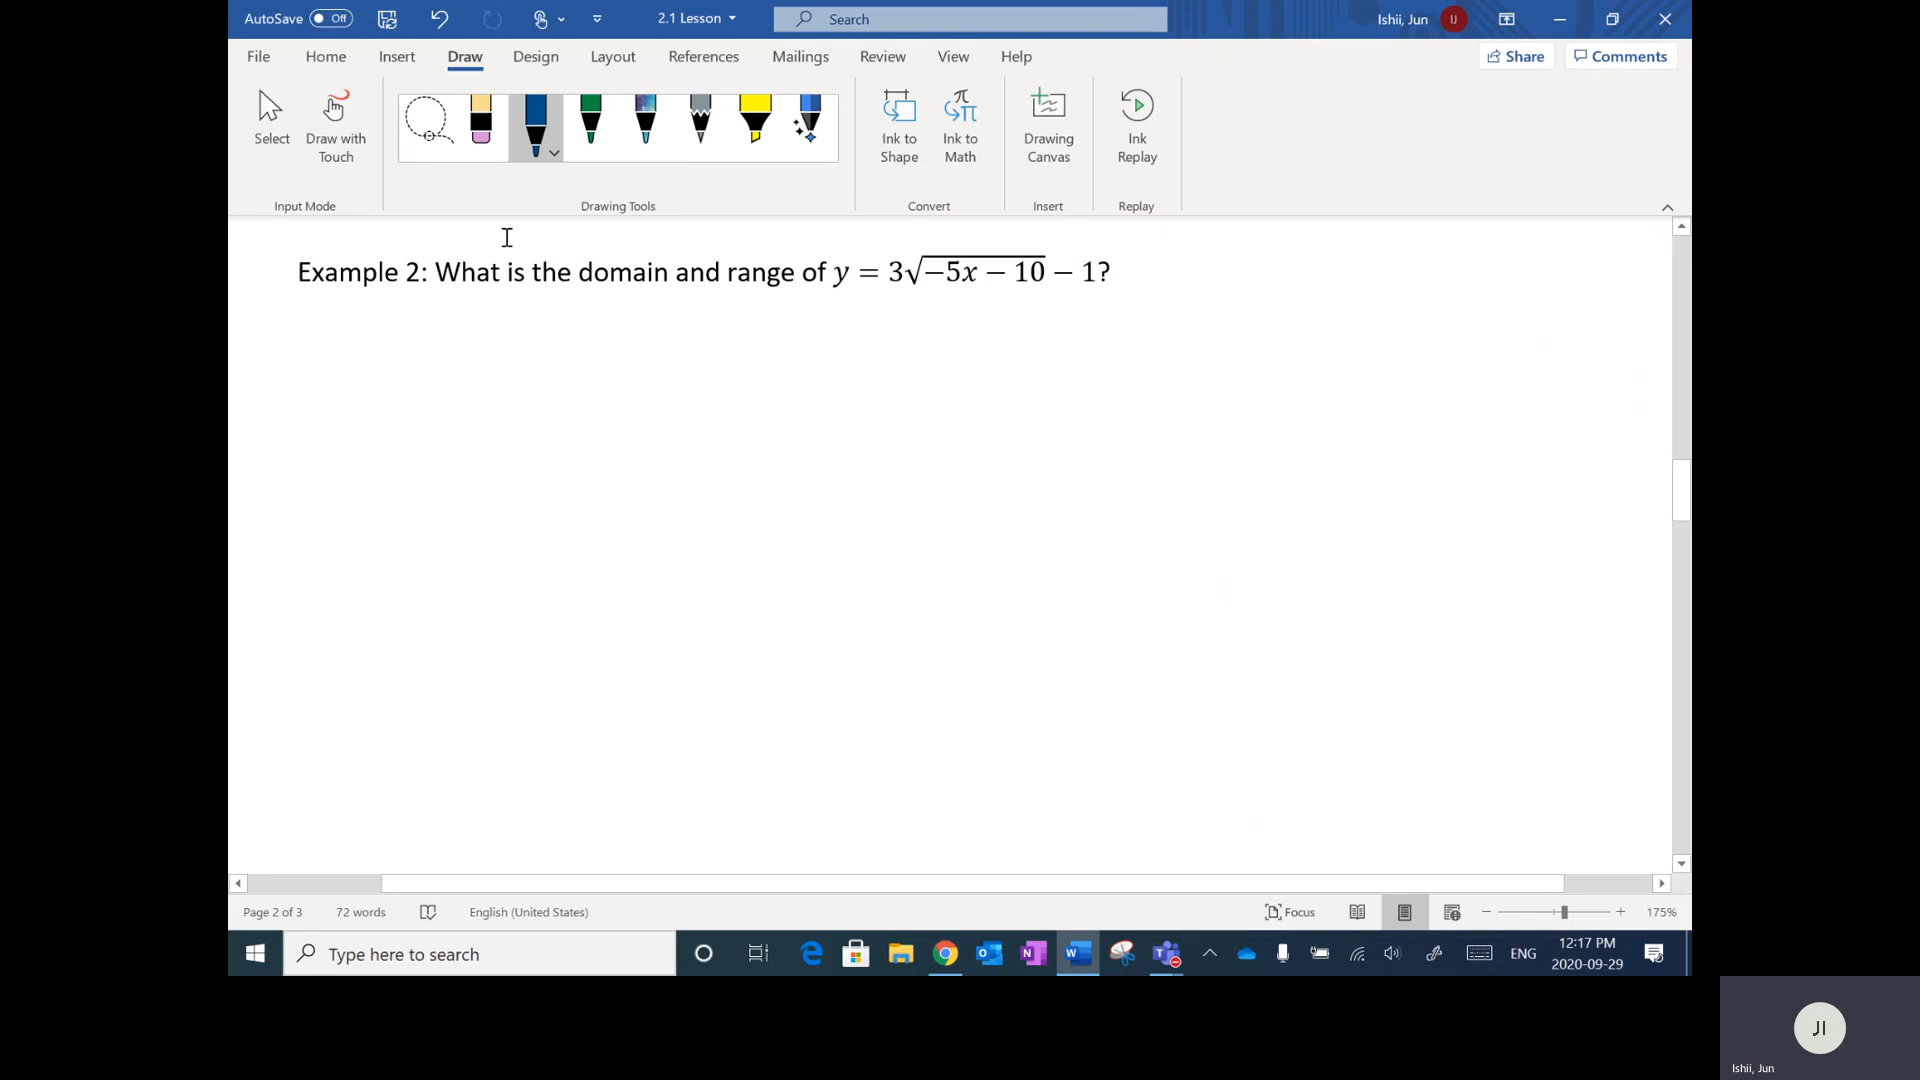 AutoSave Off 2.1 Lesson Search Ishii, Jun IJ
File Home Insert Draw Design Layout References Mailings Review View Help Share Comments
Select Draw with Touch Ink to Shape Ink to Math Drawing Canvas Ink Replay
Input Mode Drawing Tools Convert Insert Replay
Example 2: What is the domain and range of y = 3√(−5x − 10) − 1?
Page 2 of 3 72 words English (United States) Focus 175%
Type here to search ENG 12:17 PM
2020-09-29
JI
Ishii, Jun